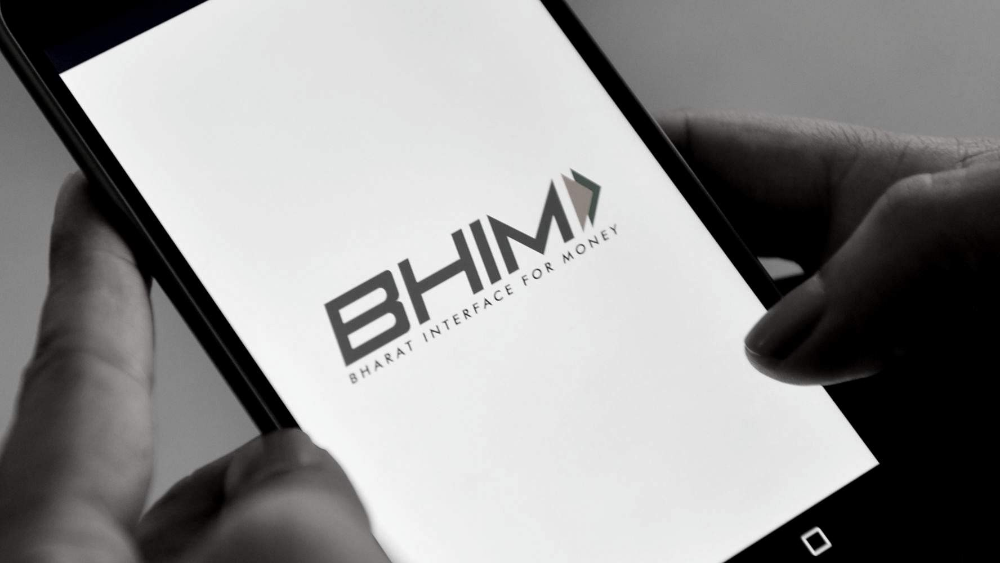 BHIM
BHARAT INTERFACE FOR MONEY